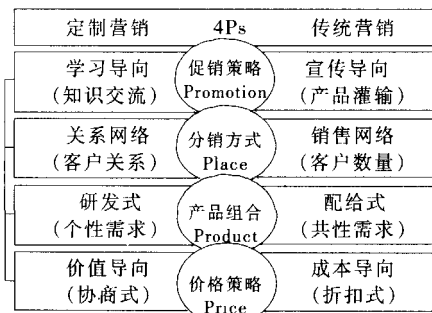 定制营销 4Ps 传统营销
学习导向 促销策略 宣传导向
(知识交流) Promotion (产品灌输)
关系网络 分销方式 销售网络
(客户关系) Place (客户数量)
研发式 产品组合 配给式
(个性需求) Product (共性需求)
价值导向 价格策略 成本导向
(协商式) Price (折扣式)